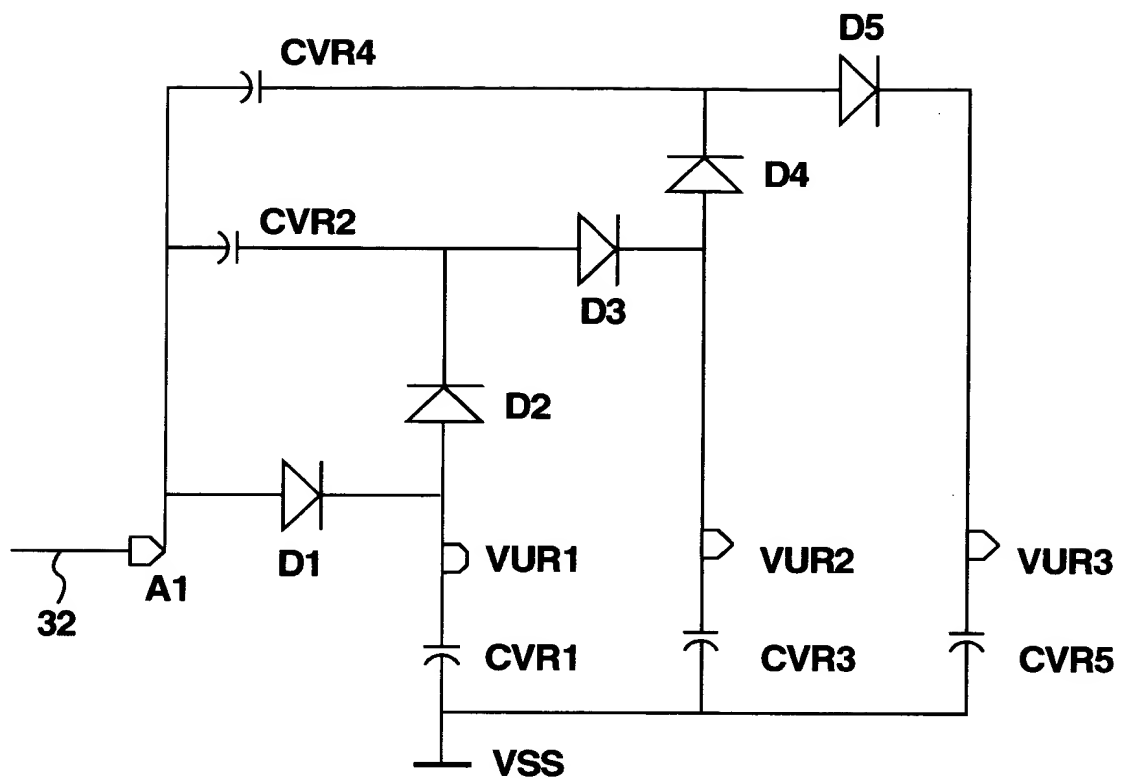 D5
CVR4
D4
CVR2
D3
D2
D1
VUR1
VUR2
VUR3
A1
32
CVR1
CVR3
CVR5
VSS